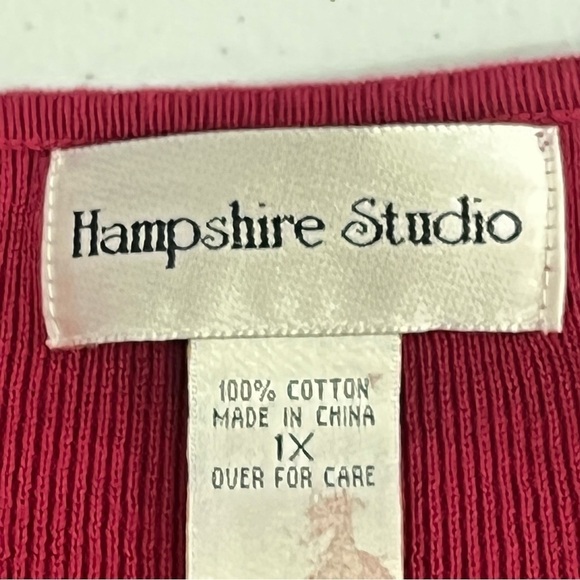 Hampshire Studio
100% COTTON
MADE IN CHINA
1X
OVER FOR CARE